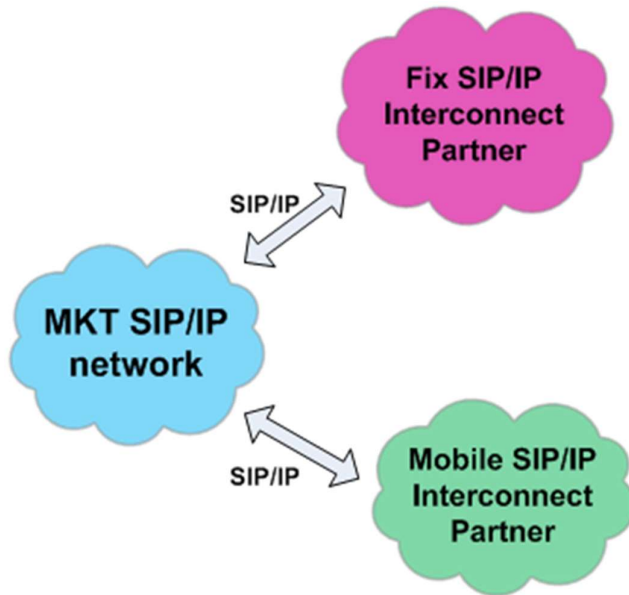 Fix SIP/IP
Interconnect
Partner
SIP/IP
MKT SIP/IP
network
SIP/IP
Mobile SIP/IP
Interconnect
Partner